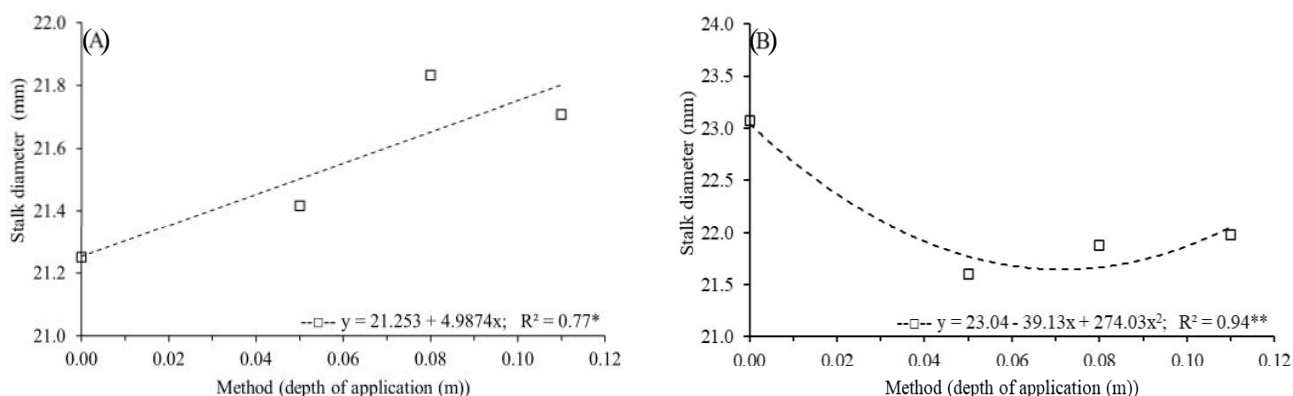 (A)
Stalk diameter (mm)
22.0
21.8
21.6
21.4
21.2
21.0
0.00 0.02 0.04 0.06 0.08 0.10 0.12
Method (depth of application (m))
--□-- y = 21.253 + 4.9874x; R² = 0.77*
(B)
Stalk diameter (mm)
24.0
23.5
23.0
22.5
22.0
21.5
21.0
0.00 0.02 0.04 0.06 0.08 0.10 0.12
Method (depth of application (m))
--□-- y = 23.04 - 39.13x + 274.03x²; R² = 0.94**